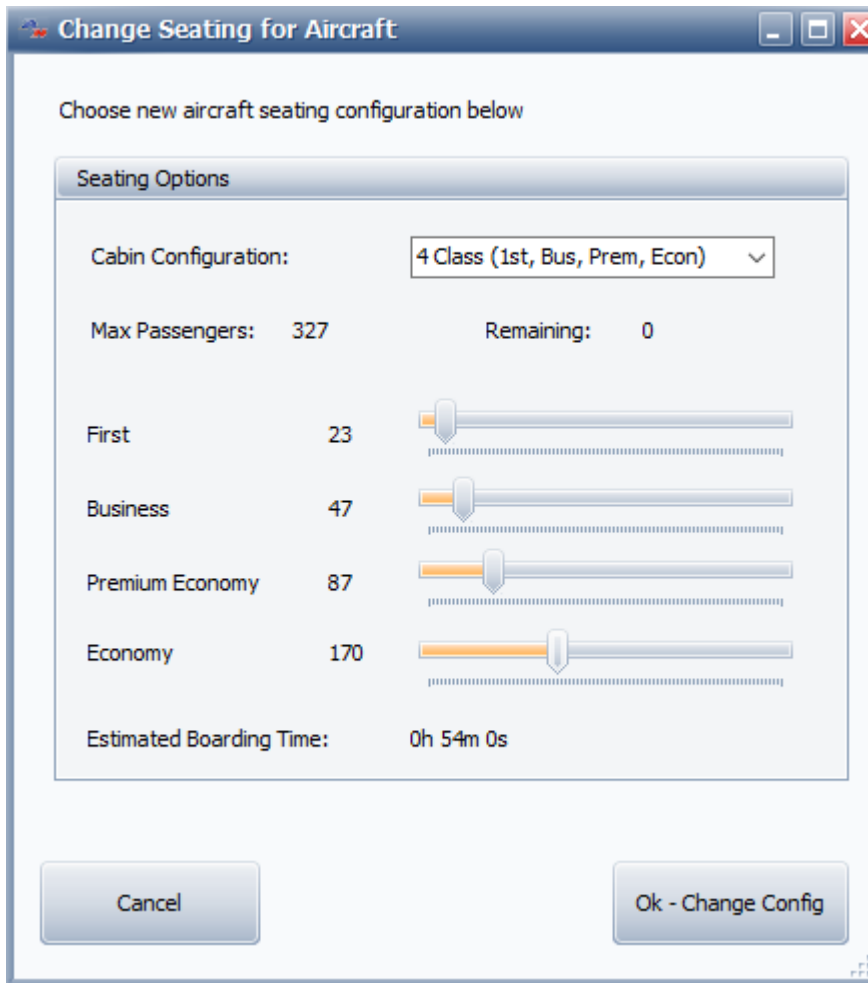 Change Seating for Aircraft
Choose new aircraft seating configuration below
Seating Options
Cabin Configuration: 4 Class (1st, Bus, Prem, Econ)
Max Passengers: 327 Remaining: 0
First 23
Business 47
Premium Economy 87
Economy 170
Estimated Boarding Time: 0h 54m 0s
Cancel Ok - Change Config